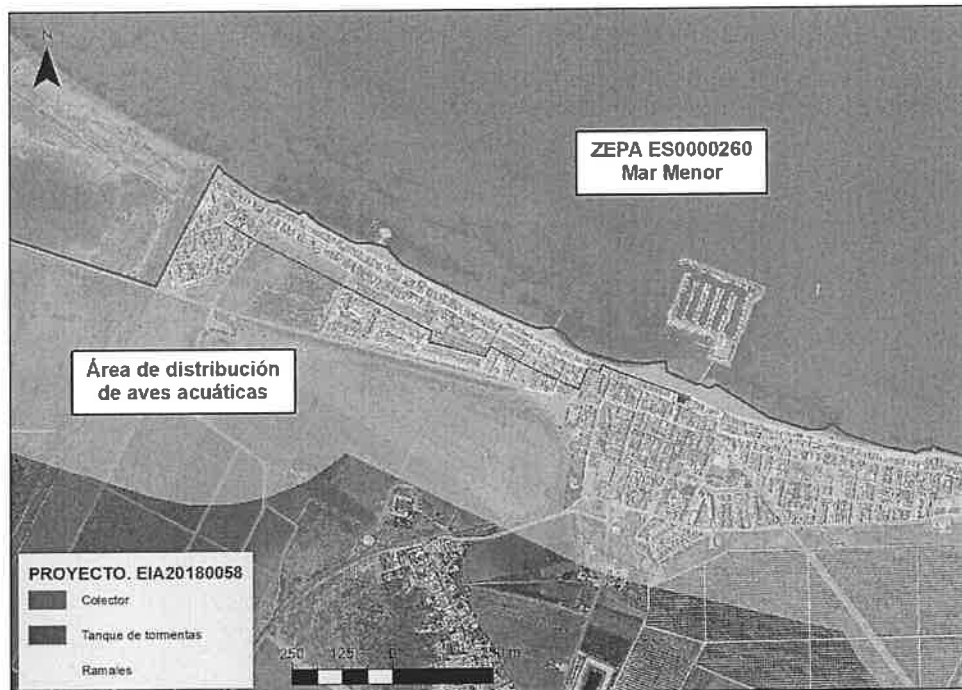 N
ZEPA ES0000260
Mar Menor
Área de distribución
de aves acuáticas
PROYECTO. EIA20180058
Colector
Tanque de tormentas
Ramales
250 125 0 250 m